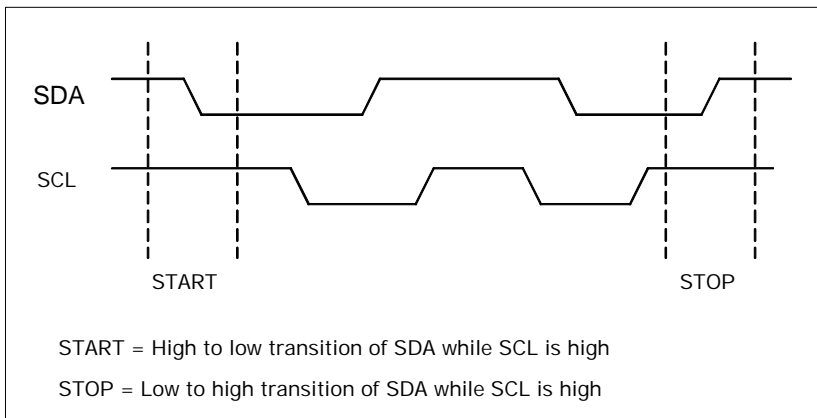 SDA
SCL
START
STOP
START = High to low transition of SDA while SCL is high
STOP = Low to high transition of SDA while SCL is high